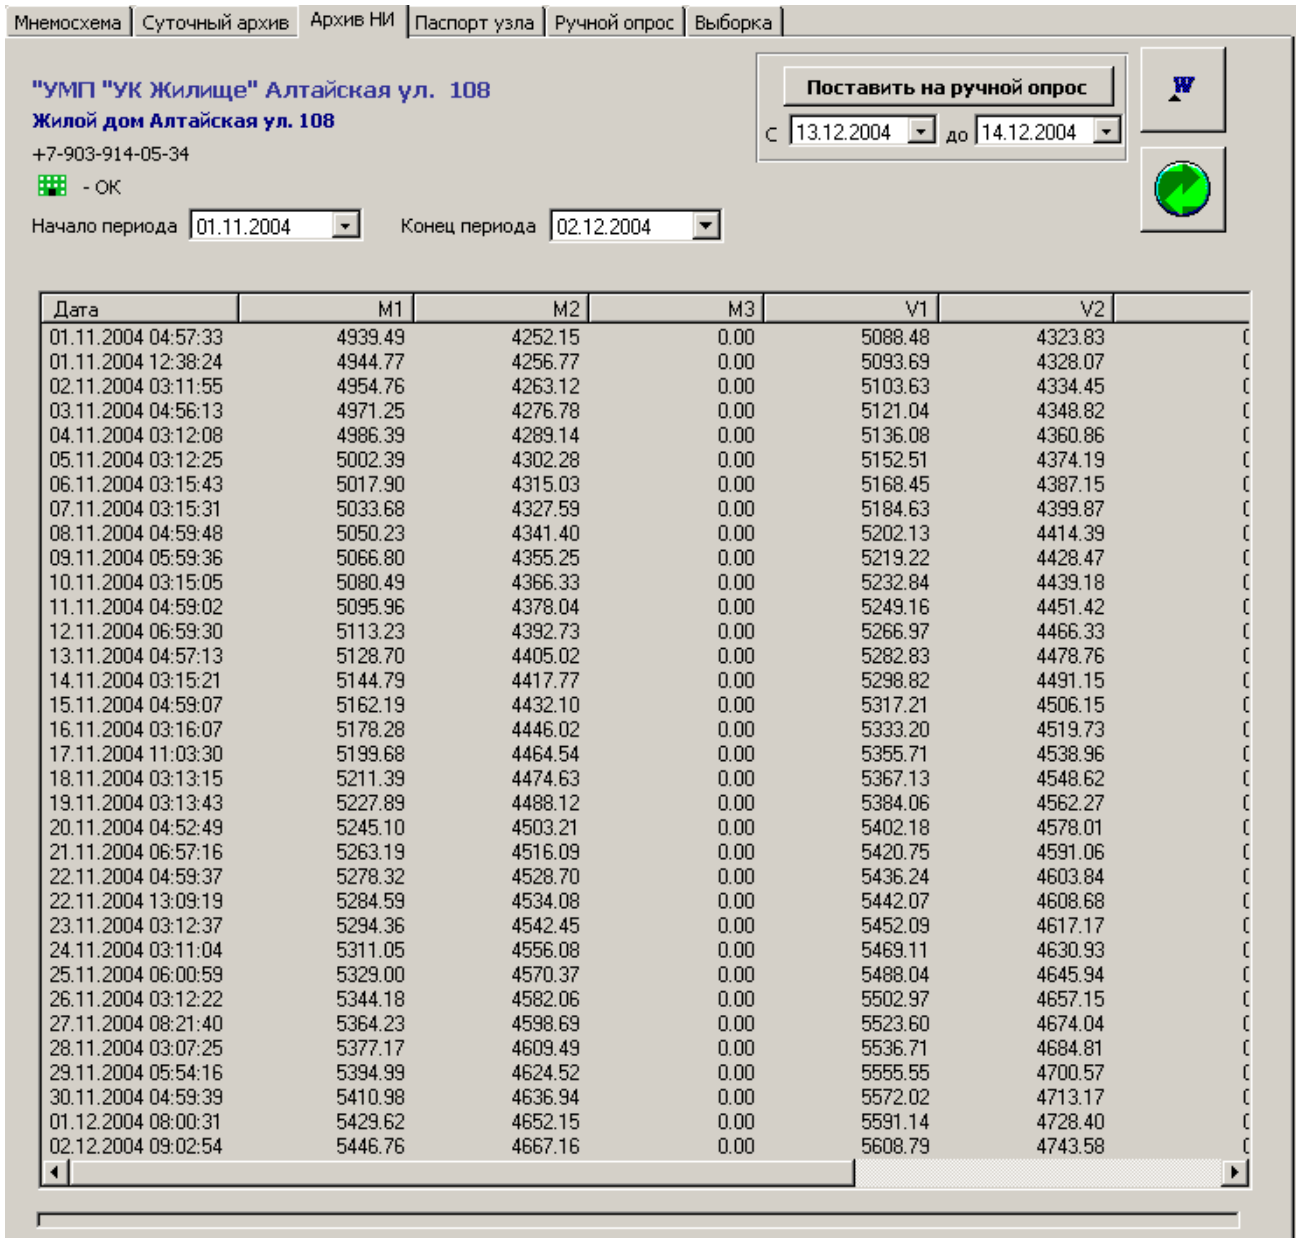 Мнемосхема Суточный архив Архив НИ Паспорт узла Ручной опрос Выборка
"УМП "УК Жилище" Алтайская ул. 108
Жилой дом Алтайская ул. 108
+7-903-914-05-34
- ОК
Поставить на ручной опрос
С 13.12.2004 до 14.12.2004
W
Начало периода 01.11.2004 Конец периода 02.12.2004
Дата М1 М2 М3 V1 V2
01.11.2004 04:57:33 4939.49 4252.15 0.00 5088.48 4323.83
01.11.2004 12:38:24 4944.77 4256.77 0.00 5093.69 4328.07
02.11.2004 03:11:55 4954.76 4263.12 0.00 5103.63 4334.45
03.11.2004 04:56:13 4971.25 4276.78 0.00 5121.04 4348.82
04.11.2004 03:12:08 4986.39 4289.14 0.00 5136.08 4360.86
05.11.2004 03:12:25 5002.39 4302.28 0.00 5152.51 4374.19
06.11.2004 03:15:43 5017.90 4315.03 0.00 5168.45 4387.15
07.11.2004 03:15:31 5033.68 4327.59 0.00 5184.63 4399.87
08.11.2004 04:59:48 5050.23 4341.40 0.00 5202.13 4414.39
09.11.2004 05:59:36 5066.80 4355.25 0.00 5219.22 4428.47
10.11.2004 03:15:05 5080.49 4366.33 0.00 5232.84 4439.18
11.11.2004 04:59:02 5095.96 4378.04 0.00 5249.16 4451.42
12.11.2004 06:59:30 5113.23 4392.73 0.00 5266.97 4466.33
13.11.2004 04:57:13 5128.70 4405.02 0.00 5282.83 4478.76
14.11.2004 03:15:21 5144.79 4417.77 0.00 5298.82 4491.15
15.11.2004 04:59:07 5162.19 4432.10 0.00 5317.21 4506.15
16.11.2004 03:16:07 5178.28 4446.02 0.00 5333.20 4519.73
17.11.2004 11:03:30 5199.68 4464.54 0.00 5355.71 4538.96
18.11.2004 03:13:15 5211.39 4474.63 0.00 5367.13 4548.62
19.11.2004 03:13:43 5227.89 4488.12 0.00 5384.06 4562.27
20.11.2004 04:52:49 5245.10 4503.21 0.00 5402.18 4578.01
21.11.2004 06:57:16 5263.19 4516.09 0.00 5420.75 4591.06
22.11.2004 04:59:37 5278.32 4528.70 0.00 5436.24 4603.84
22.11.2004 13:09:19 5284.59 4534.08 0.00 5442.07 4608.68
23.11.2004 03:12:37 5294.36 4542.45 0.00 5452.09 4617.17
24.11.2004 03:11:04 5311.05 4556.08 0.00 5469.11 4630.93
25.11.2004 06:00:59 5329.00 4570.37 0.00 5488.04 4645.94
26.11.2004 03:12:22 5344.18 4582.06 0.00 5502.97 4657.15
27.11.2004 08:21:40 5364.23 4598.69 0.00 5523.60 4674.04
28.11.2004 03:07:25 5377.17 4609.49 0.00 5536.71 4684.81
29.11.2004 05:54:16 5394.99 4624.52 0.00 5555.55 4700.57
30.11.2004 04:59:39 5410.98 4636.94 0.00 5572.02 4713.17
01.12.2004 08:00:31 5429.62 4652.15 0.00 5591.14 4728.40
02.12.2004 09:02:54 5446.76 4667.16 0.00 5608.79 4743.58